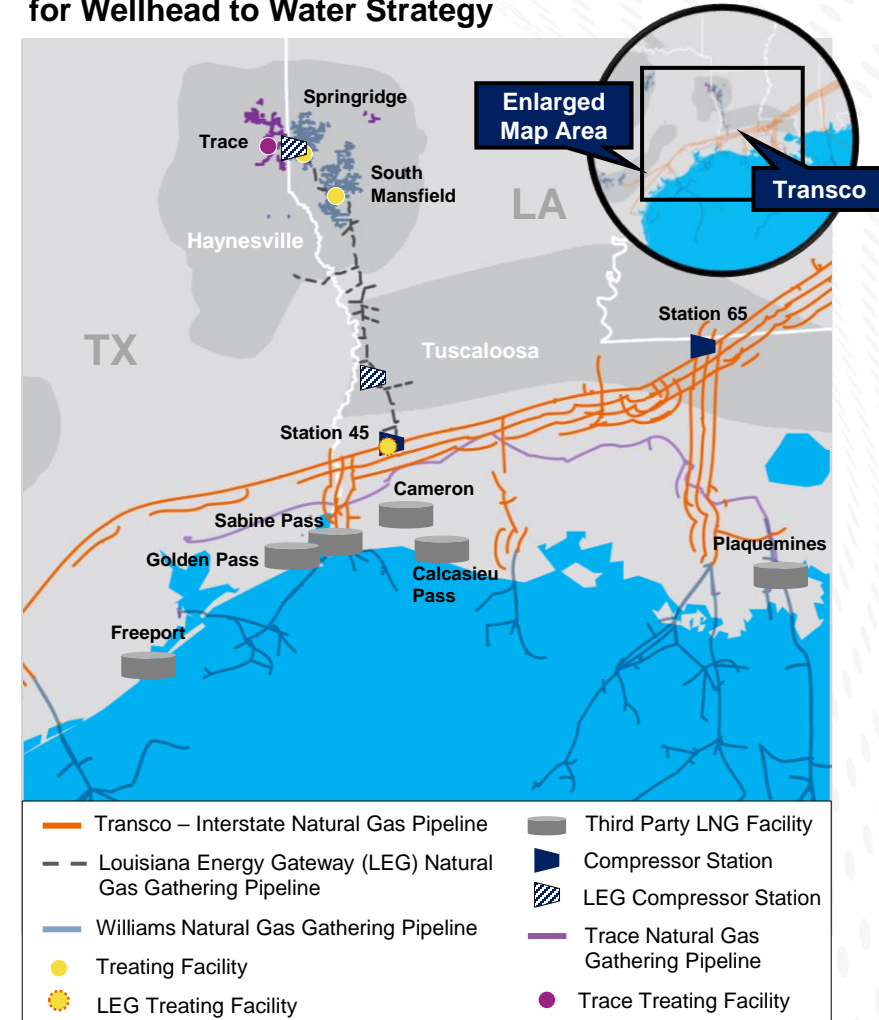 for Wellhead to Water Strategy
Enlarged
Map Area
Transco
Springridge
Trace
South
Mansfield
LA
Haynesville
Station 65
TX
Tuscaloosa
Station 45
Cameron
Sabine Pass
Golden Pass
Calcasieu
Pass
Plaquemines
Freeport
Transco – Interstate Natural Gas Pipeline
Louisiana Energy Gateway (LEG) Natural
Gas Gathering Pipeline
Williams Natural Gas Gathering Pipeline
Treating Facility
LEG Treating Facility
Third Party LNG Facility
Compressor Station
LEG Compressor Station
Trace Natural Gas
Gathering Pipeline
Trace Treating Facility